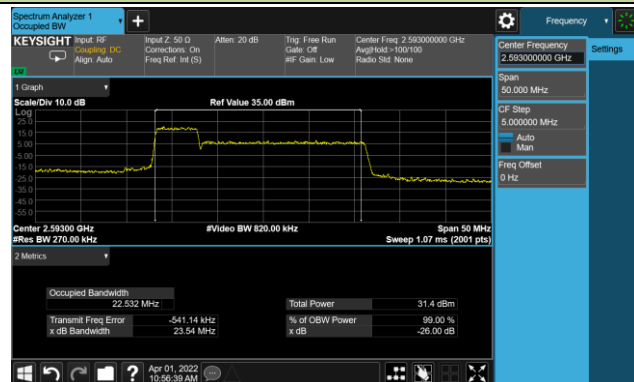 Spectrum Analyzer 1
Occupied BW
Frequency
KEYSIGHT
Input: RF
Coupling: DC
Align: Auto
Input Z: 50 Ω
Corrections: On
Freq Ref: Int (S)
Atten: 20 dB
Trig: Free Run
Gate: Off
#IF Gain: Low
Center Freq: 2.593000000 GHz
Avg|Hold:>100/100
Radio Std: None
Center Frequency
2.593000000 GHz
Settings
Span
50.000 MHz
CF Step
5.000000 MHz
Auto
Man
Freq Offset
0 Hz
1 Graph
Scale/Div 10.0 dB
Ref Value 35.00 dBm
Log
25.0
15.0
5.00
-5.00
-15.0
-25.0
-35.0
-45.0
-55.0
Center 2.59300 GHz
#Video BW 820.00 kHz
Span 50 MHz
#Res BW 270.00 kHz
Sweep 1.07 ms (2001 pts)
2 Metrics
Occupied Bandwidth
22.532 MHz
Total Power
31.4 dBm
Transmit Freq Error
-541.14 kHz
% of OBW Power
99.00 %
x dB Bandwidth
23.54 MHz
x dB
-26.00 dB
?
Apr 01, 2022
10:56:39 AM